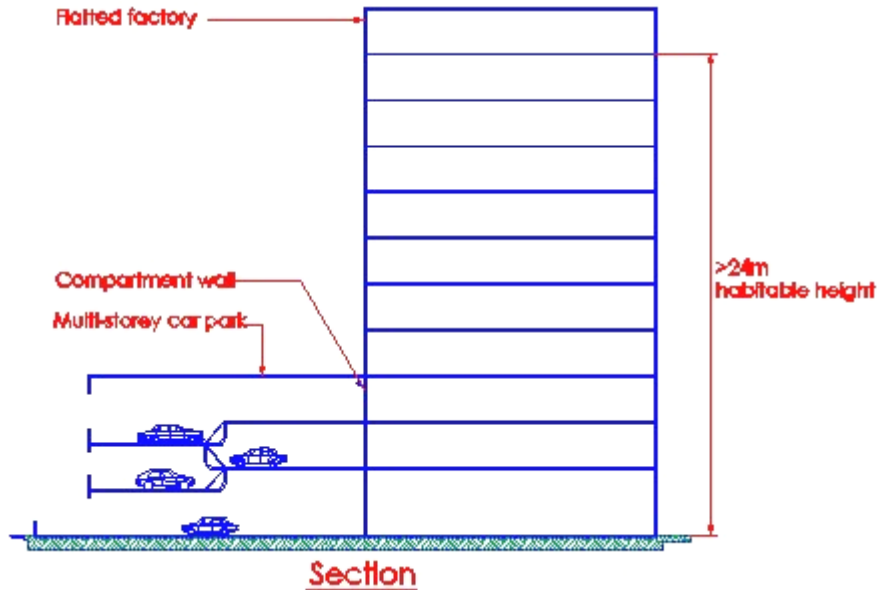 Flatted factory
Compartment wall
Multi-storey car park
>24m
habitable height
Section